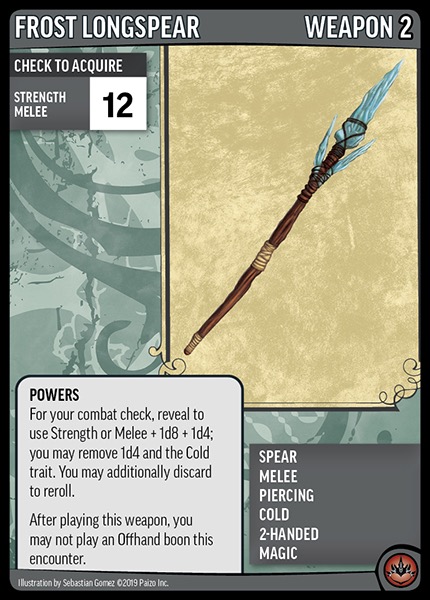 FROST LONGSPEAR
WEAPON 2
CHECK TO ACQUIRE
STRENGTH
MELEE
12
POWERS
For your combat check, reveal to
use Strength or Melee + 1d8 + 1d4;
you may remove 1d4 and the Cold
trait. You may additionally discard
to reroll.
After playing this weapon, you
may not play an Offhand boon this
encounter.
SPEAR
MELEE
PIERCING
COLD
2-HANDED
MAGIC
Illustration by Sebastian Gomez ©2019 Paizo Inc.